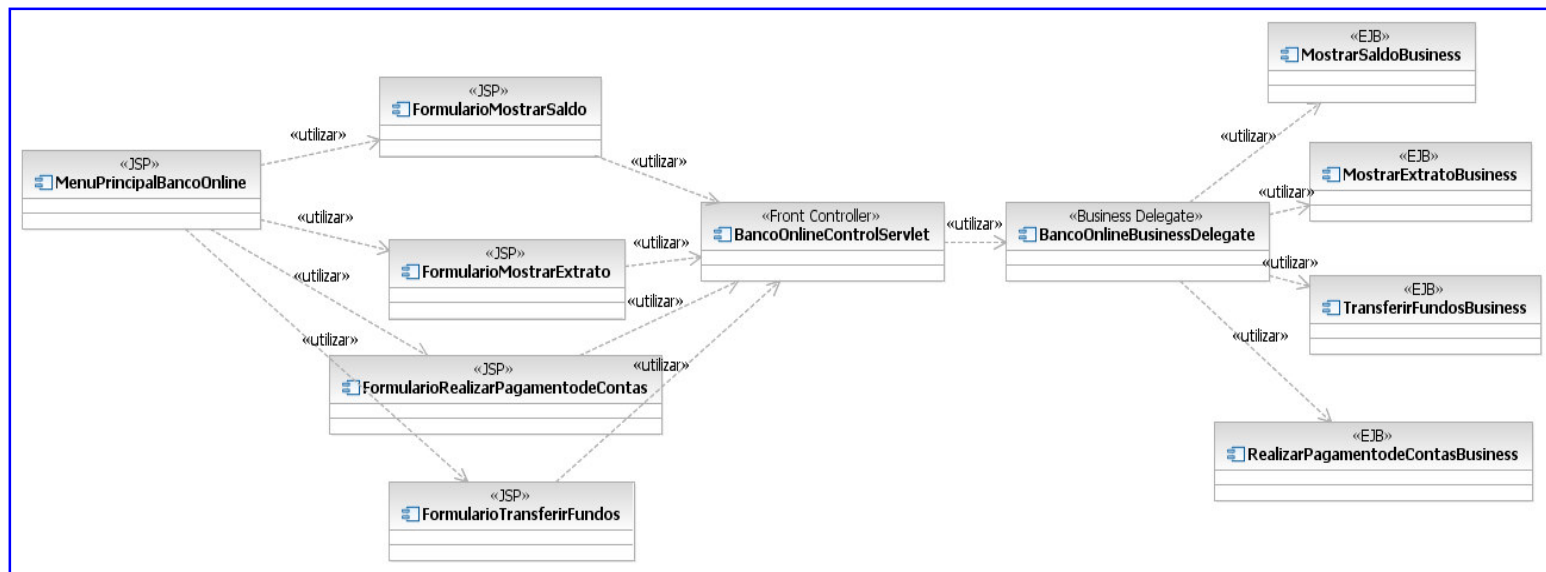 «EJB»
MostrarSaldoBusiness
«JSP»
FormularioMostrarSaldo
«utilizar»
«utilizar»
«utilizar»
«JSP»
MenuPrincipalBancoOnline
«EJB»
MostrarExtratoBusiness
«utilizar»
«utilizar»
«Front Controller»
BancoOnlineControlServlet
«utilizar»
«Business Delegate»
BancoOnlineBusinessDelegate
«JSP»
FormularioMostrarExtrato
«utilizar»
«utilizar»
«utilizar»
«utilizar»
«EJB»
TransferirFundosBusiness
«utilizar»
«utilizar»
«utilizar»
«JSP»
FormularioRealizarPagamentodeContas
«EJB»
RealizarPagamentodeContasBusiness
«JSP»
FormularioTransferirFundos